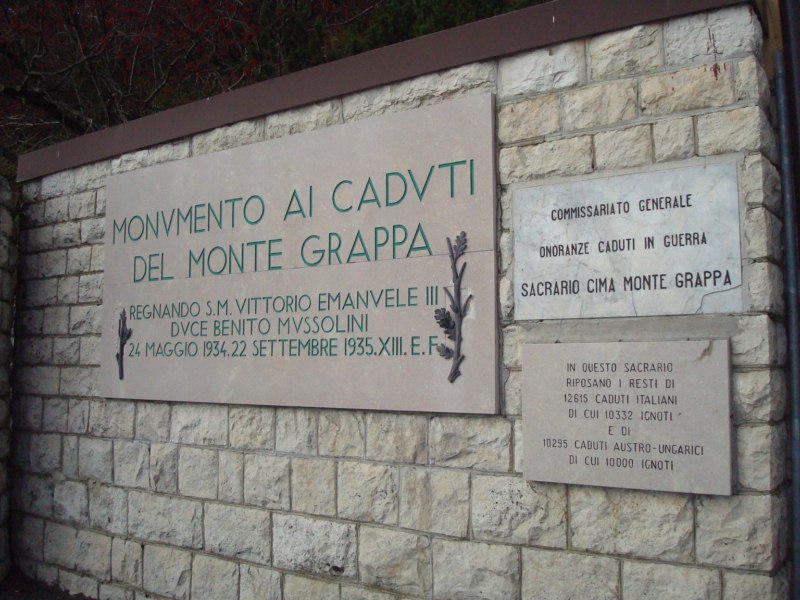 MONVMENTO AI CADVTI
DEL MONTE GRAPPA
REGNANDO S.M. VITTORIO EMANVELE III
DVCE BENITO MVSSOLINI
24 MAGGIO 1934.22 SETTEMBRE 1935.XIII.E.F.
COMMISSARIATO GENERALE
ONORANZE CADUTI IN GUERRA
SACRARIO CIMA MONTE GRAPPA
IN QUESTO SACRARIO
RIPOSANO I RESTI DI
12615 CADUTI ITALIANI
DI CUI 10332 IGNOTI
E DI
10295 CADUTI AUSTRO-UNGARICI
DI CUI 10000 IGNOTI